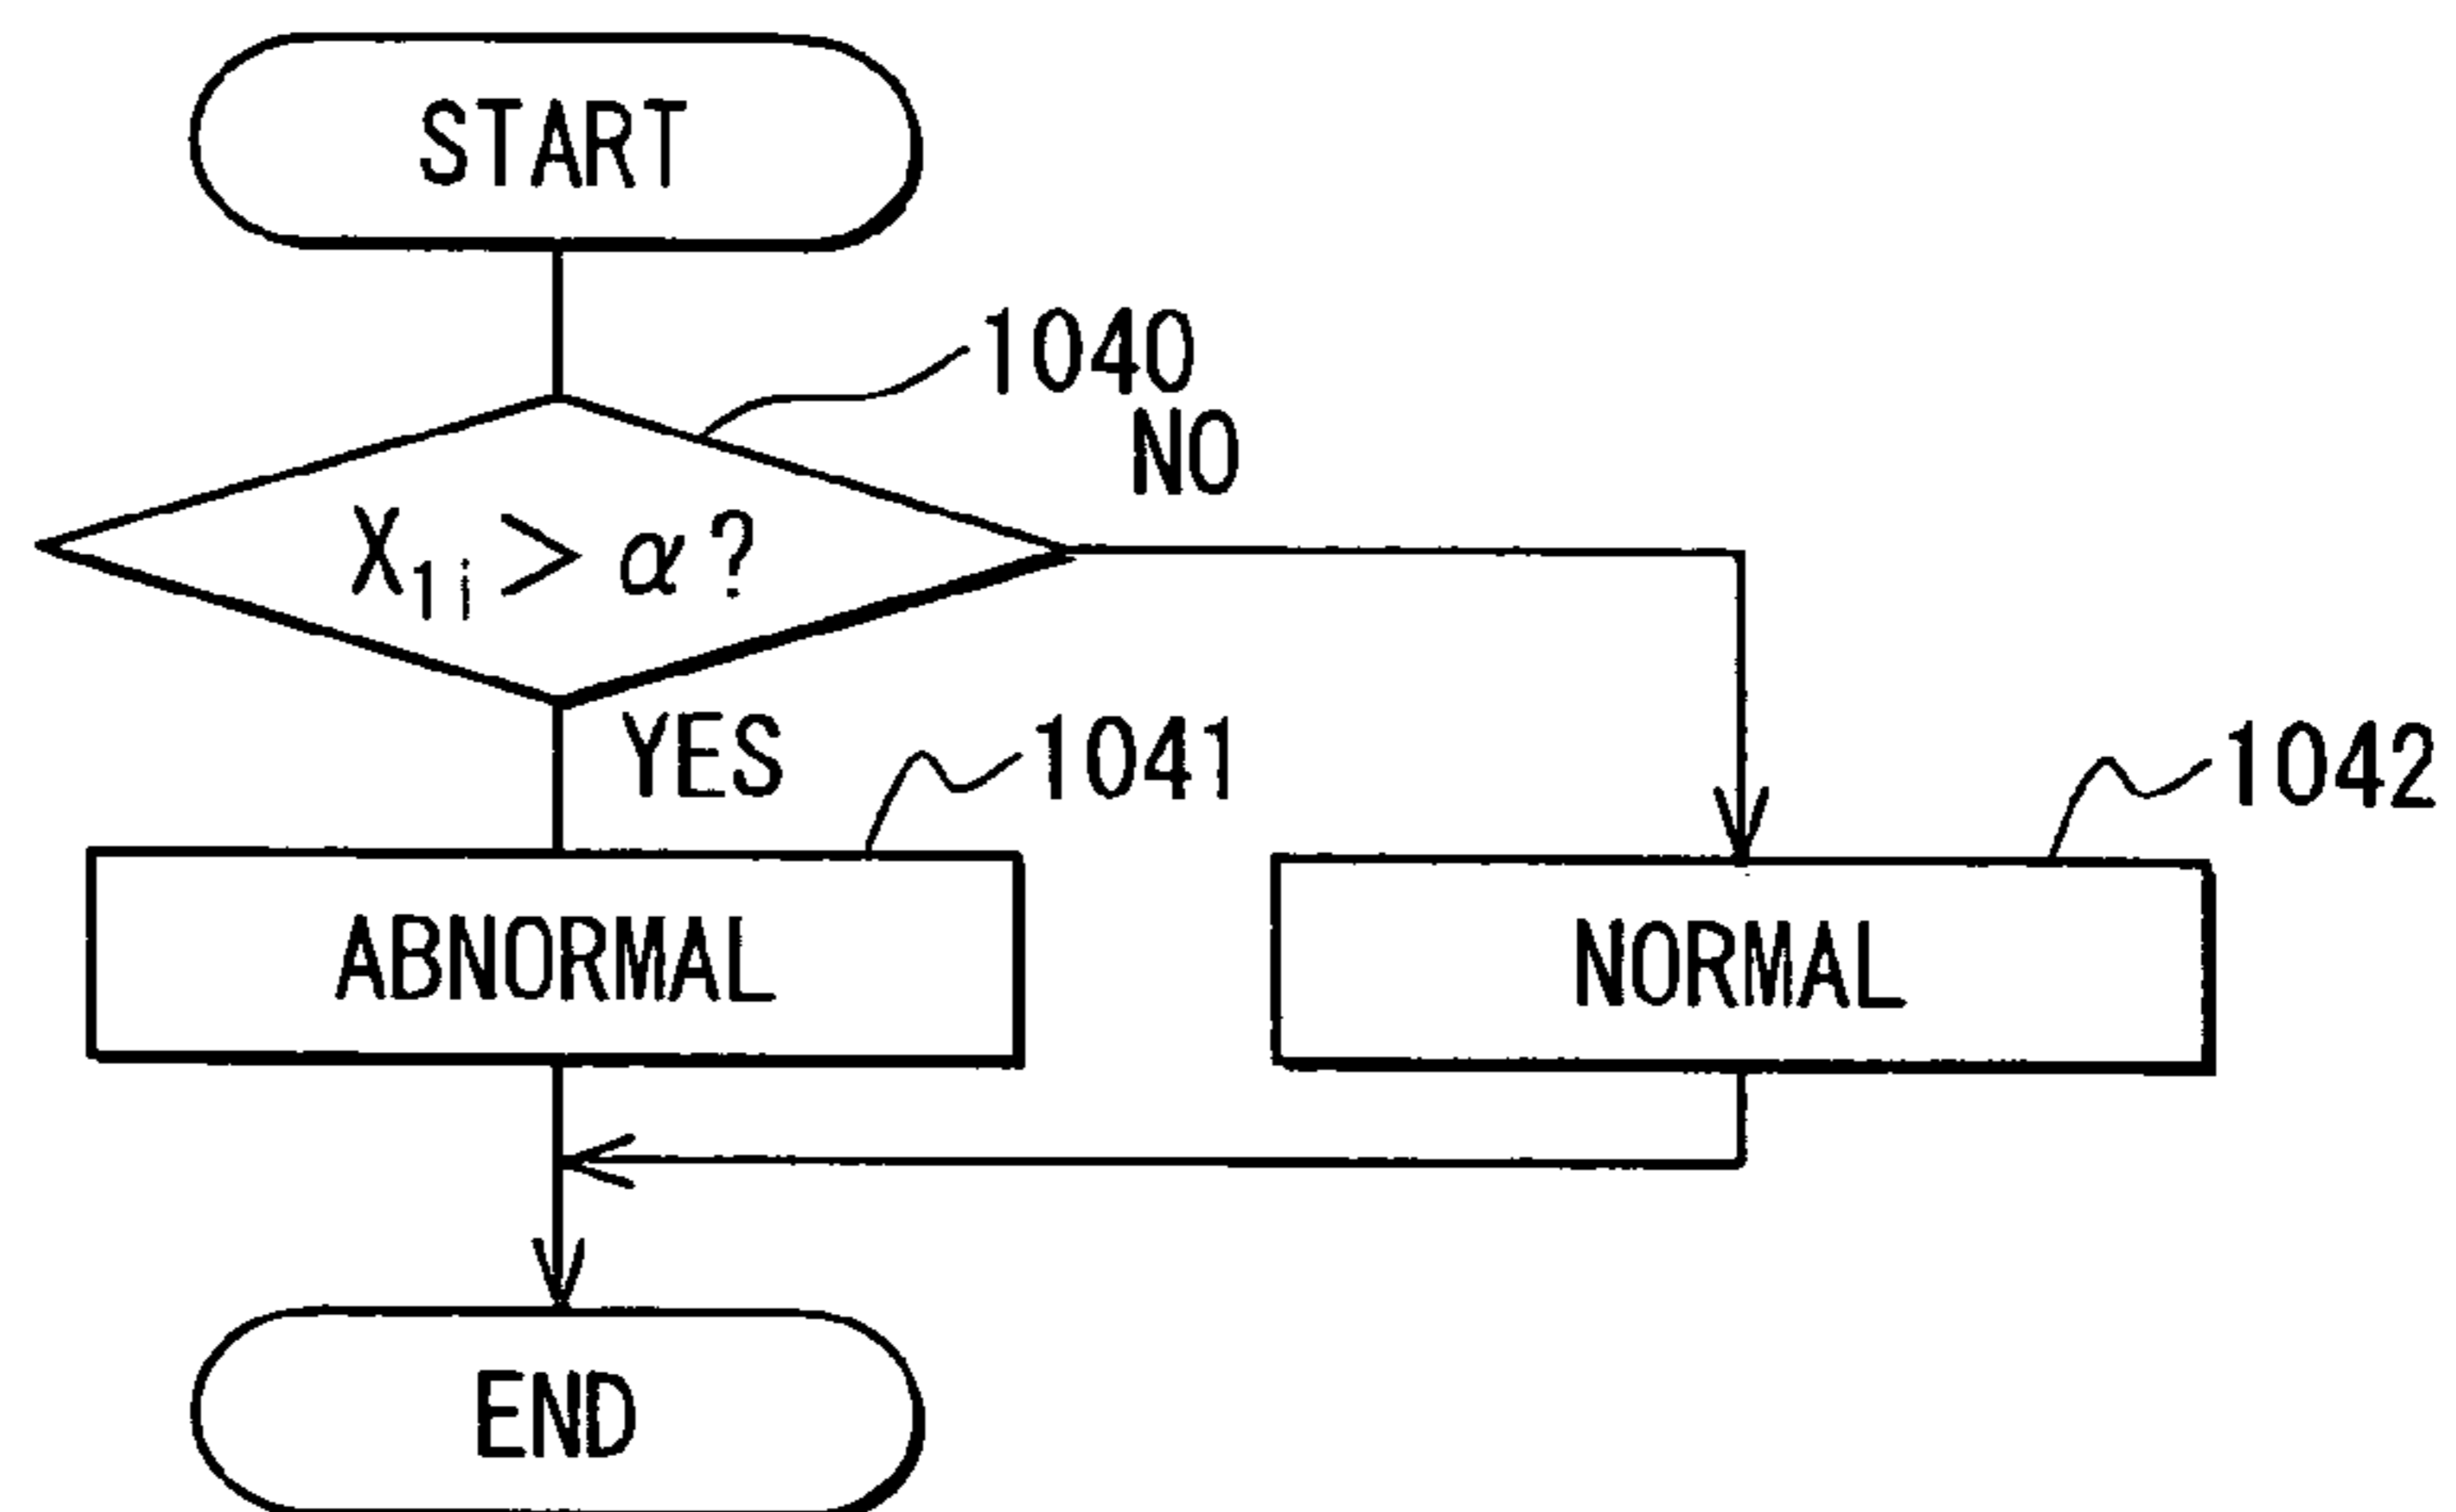 START
1040
NO
X₁ᵢ > α?
YES
1041
1042
ABNORMAL
NORMAL
END